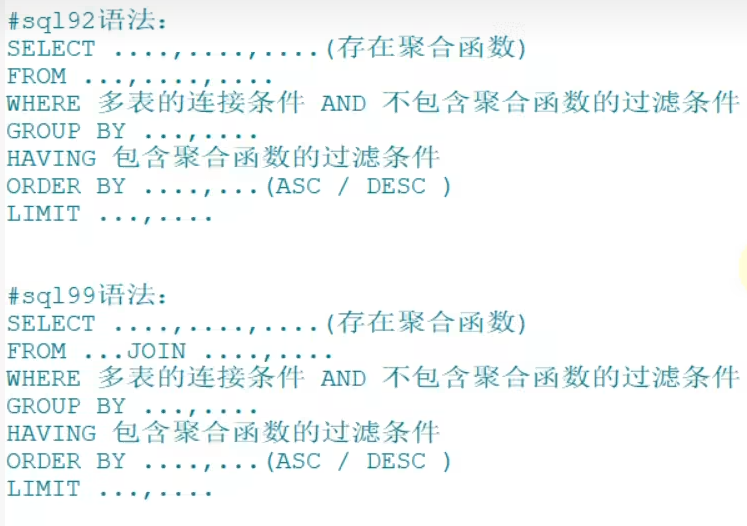 #sql92语法：
SELECT ....,....,....(存在聚合函数)
FROM ...,....,....
WHERE 多表的连接条件 AND 不包含聚合函数的过滤条件
GROUP BY ...,....
HAVING 包含聚合函数的过滤条件
ORDER BY ....,...(ASC / DESC )
LIMIT ...,....
#sql99语法：
SELECT ....,....,....(存在聚合函数)
FROM ...JOIN ....,....
WHERE 多表的连接条件 AND 不包含聚合函数的过滤条件
GROUP BY ...,....
HAVING 包含聚合函数的过滤条件
ORDER BY ....,...(ASC / DESC )
LIMIT ...,....